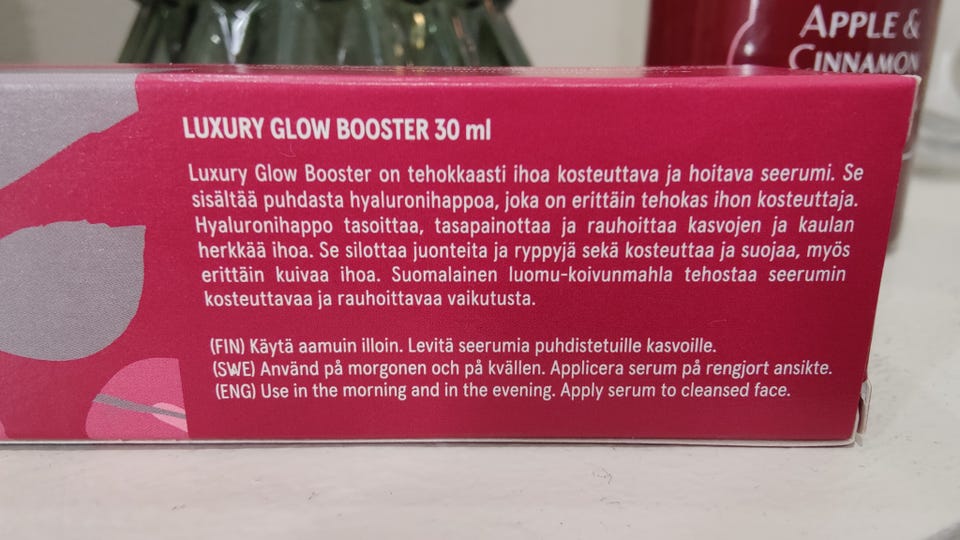 APPLE &
CINNAMON
LUXURY GLOW BOOSTER 30 ml
Luxury Glow Booster on tehokkaasti ihoa kosteuttava ja hoitava seerumi. Se
sisältää puhdasta hyaluronihappoa, joka on erittäin tehokas ihon kosteuttaja.
Hyaluronihappo tasoittaa, tasapainottaa ja rauhoittaa kasvojen ja kaulan
herkkää ihoa. Se silottaa juonteita ja ryppyjä sekä kosteuttaa ja suojaa, myös
erittäin kuivaa ihoa. Suomalainen luomu-koivunmahla tehostaa seerumin
kosteuttavaa ja rauhoittavaa vaikutusta.
(FIN) Käytä aamuin illoin. Levitä seerumia puhdistetuille kasvoille.
(SWE) Använd på morgonen och på kvällen. Applicera serum på rengjort ansikte.
(ENG) Use in the morning and in the evening. Apply serum to cleansed face.